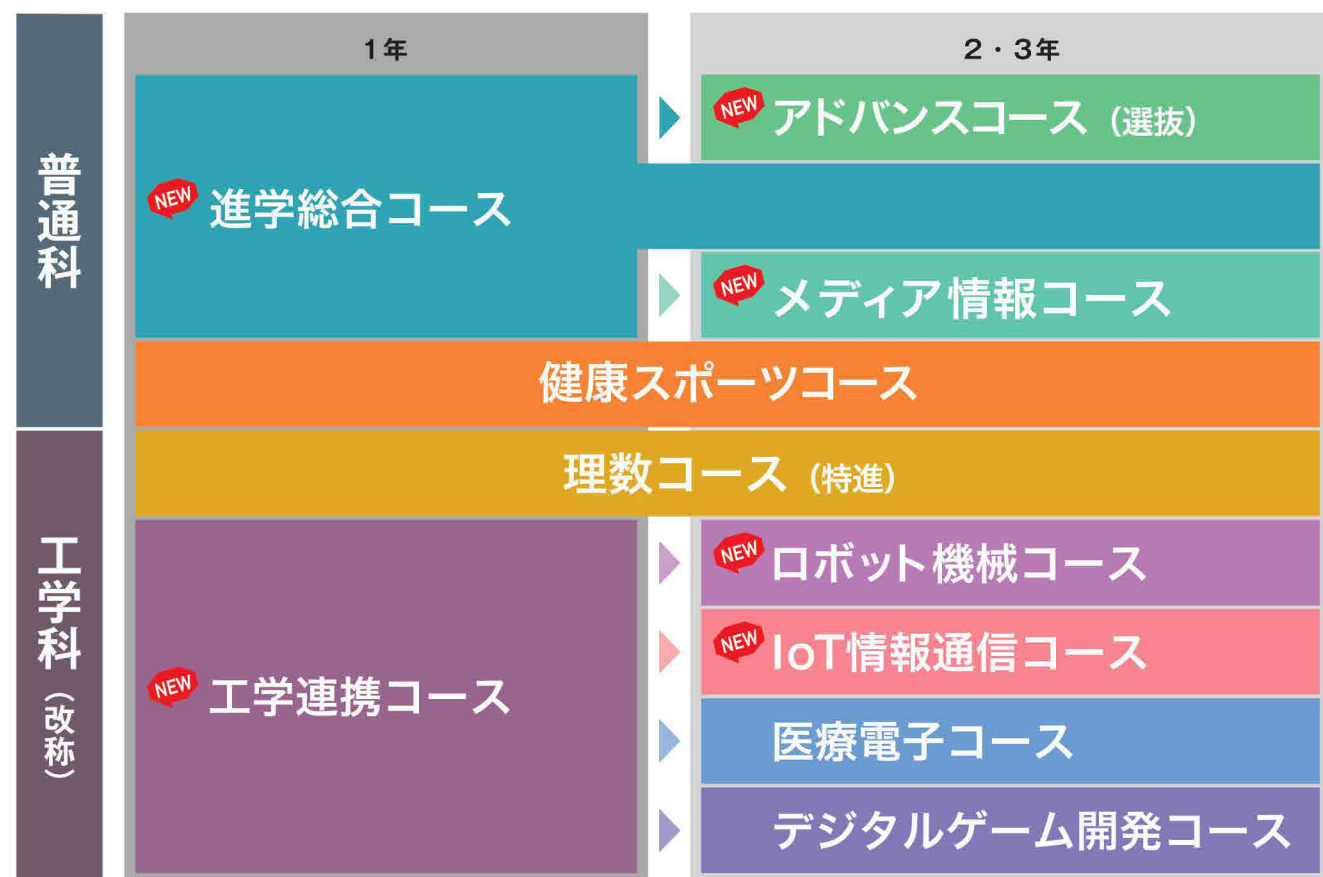 1年
2・3年
普通科
NEW 進学総合コース
NEW アドバンスコース（選抜）
NEW メディア情報コース
健康スポーツコース
工学科（改称）
理数コース（特進）
NEW 工学連携コース
NEW ロボット機械コース
NEW IoT情報通信コース
医療電子コース
デジタルゲーム開発コース